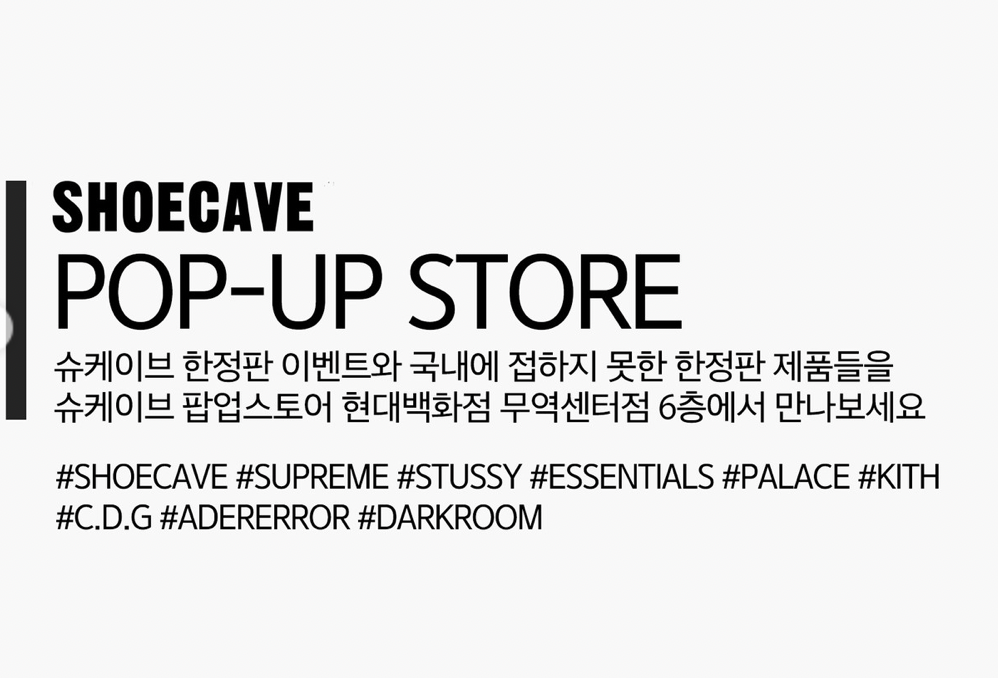 SHOECAVE
POP-UP STORE
슈케이브 한정판 이벤트와 국내에 접하지 못한 한정판 제품들을
슈케이브 팝업스토어 현대백화점 무역센터점 6층에서 만나보세요
#SHOECAVE #SUPREME #STUSSY #ESSENTIALS #PALACE #KITH
#C.D.G #ADERERROR #DARKROOM